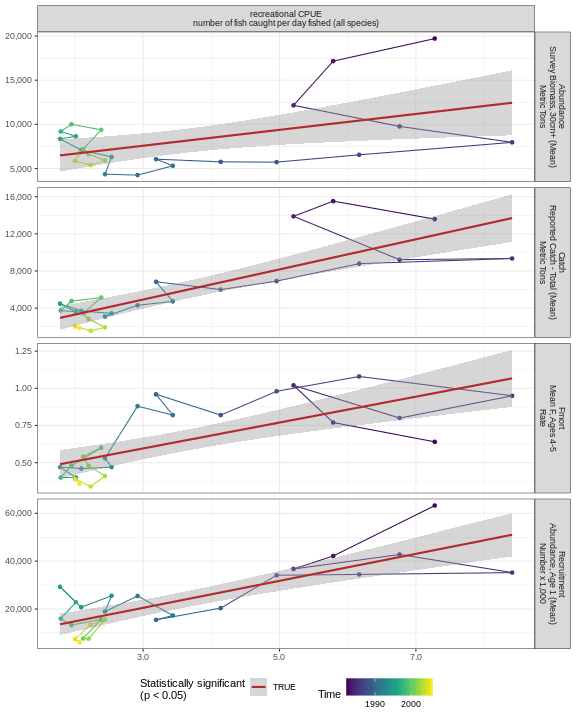 recreational CPUE
number of fish caught per day fished (all species)
20,000
15,000
10,000
5,000
Abundance
Survey Biomass, 30cm+ (Mean)
Metric Tons
16,000
12,000
8,000
4,000
Catch
Reported Catch - Total (Mean)
Metric Tons
1.25
1.00
0.75
0.50
Fmort
Mean F, Ages 4-5
Rate
60,000
40,000
20,000
Recruitment
Abundance, Age 1 (Mean)
Number x 1,000
3.0
5.0
7.0
Statistically significant
(p < 0.05)
TRUE
Time
1990
2000